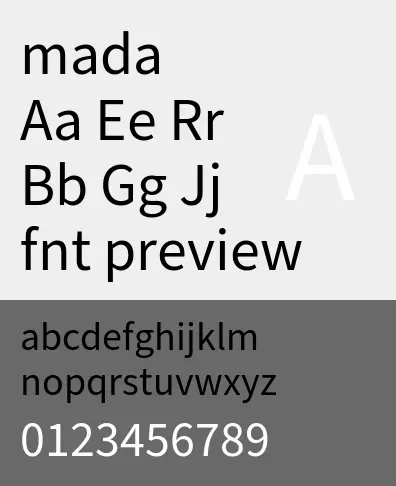 mada
Aa Ee Rr
Bb Gg Jj
fnt preview
A
abcdefghijklm
nopqrstuvwxyz
0123456789